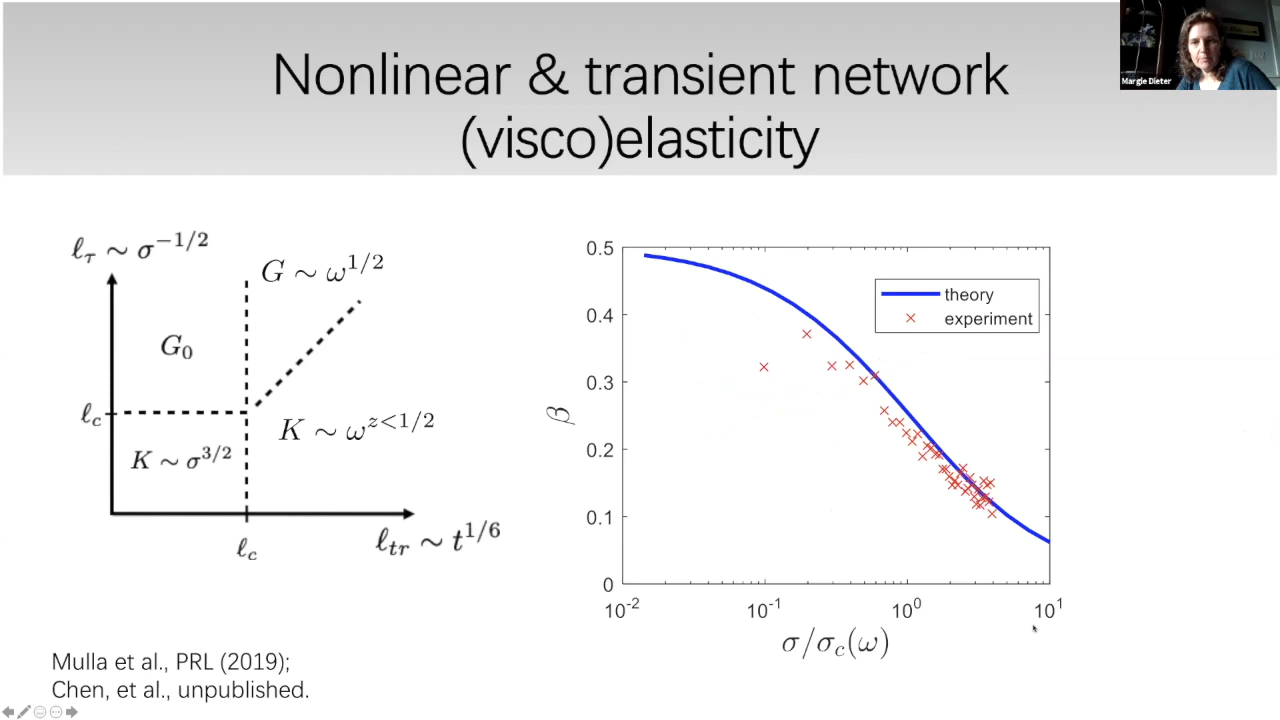 Nonlinear & transient network
(visco)elasticity
Margie Dieter
ℓ_τ ∼ σ^{-1/2}
G ∼ ω^{1/2}
G_0
ℓ_c
K ∼ ω^{z<1/2}
K ∼ σ^{3/2}
ℓ_c
ℓ_{tr} ∼ t^{1/6}
0.5
0.4
0.3
0.2
0.1
0
β
theory
experiment
10^{-2}
10^{-1}
10^0
10^1
σ/σ_c(ω)
Mulla et al., PRL (2019);
Chen, et al., unpublished.